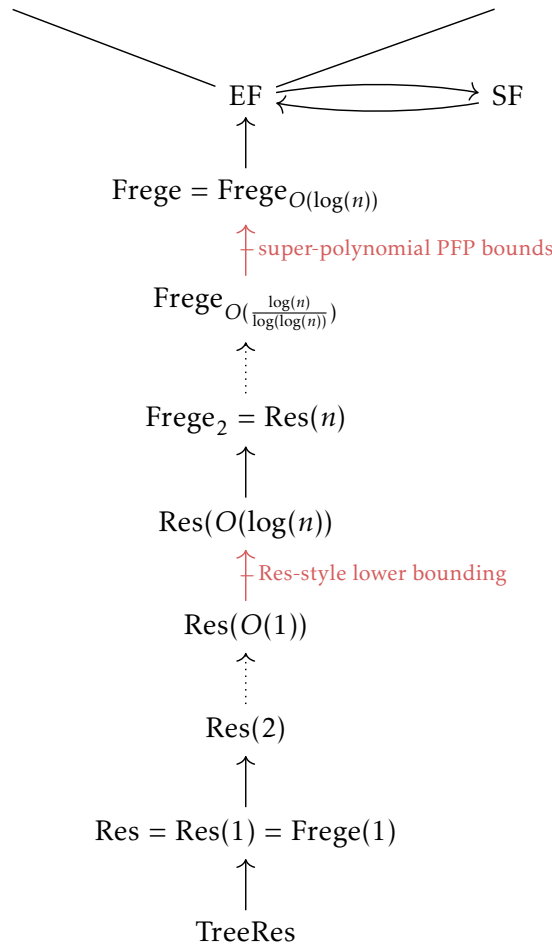 EF SF
Frege = Frege_{O(log(n))}
super-polynomial PFP bounds
Frege_{O(\frac{log(n)}{log(log(n))})}
Frege_2 = Res(n)
Res(O(log(n))
Res-style lower bounding
Res(O(1))
Res(2)
Res = Res(1) = Frege(1)
TreeRes